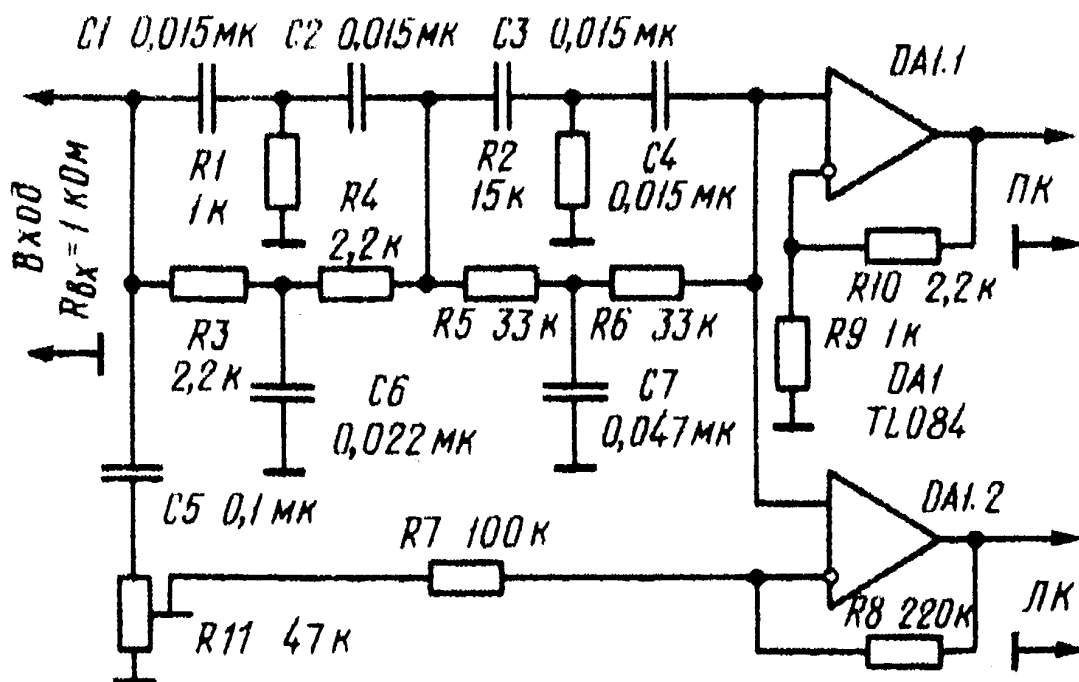 C1 0,015мк C2 0,015мк C3 0,015мк
DA1.1
R1
1к
R4
2,2к
R2
15к
C4
0,015мк
ПК
Вход
Rвх = 1 кОм
R3
2,2к
R5 33к R6 33к
R10 2,2к
R9 1к
DA1
TL084
C6
0,022мк
C7
0,047мк
C5 0,1мк
R7 100к
DA1.2
R11 47к
R8 220к
ЛК